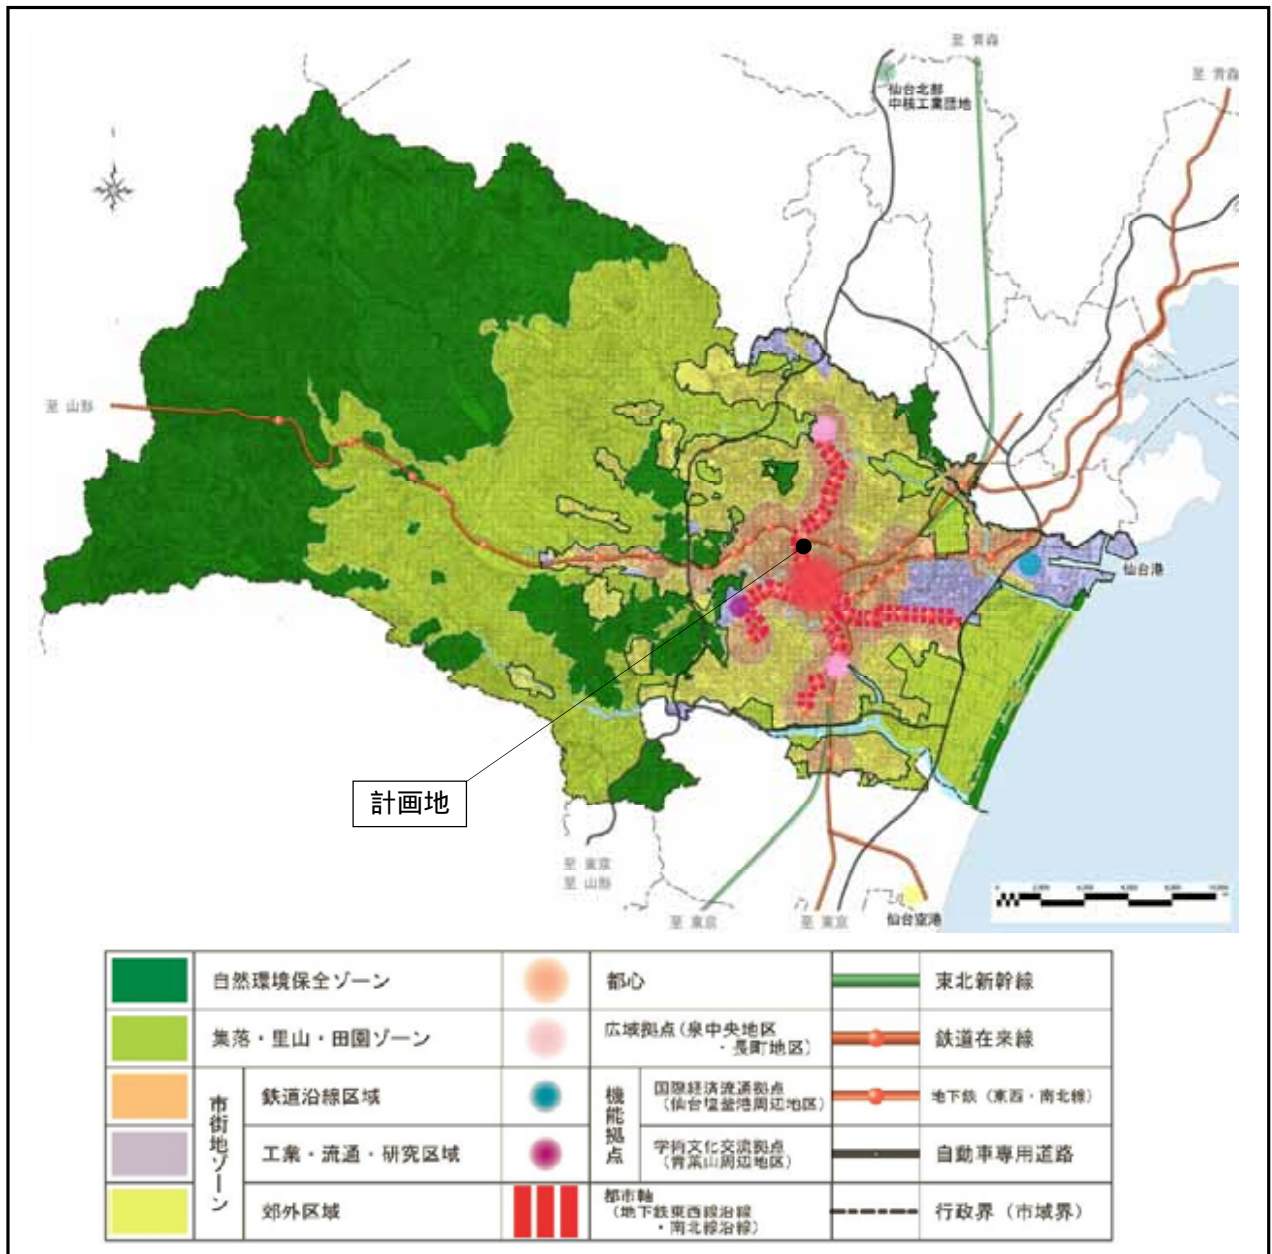 至 青森
至 青森
仙台北部
中核工業団地
至 山形
仙台港
計画地
至 東京
至 山形
至 東京
至 東京
仙台空港
自然環境保全ゾーン
都心
東北新幹線
集落・里山・田園ゾーン
広域拠点(泉中央地区
・長町地区)
鉄道在来線
市街地ゾーン
鉄道沿線区域
機能拠点
国際経済流通拠点
(仙台塩釜港周辺地区)
地下鉄(東西・南北線)
工業・流通・研究区域
学術文化交流拠点
(青葉山周辺地区)
自動車専用道路
郊外区域
都市軸
(地下鉄東西線沿線
・南北線沿線)
行政界(市域界)